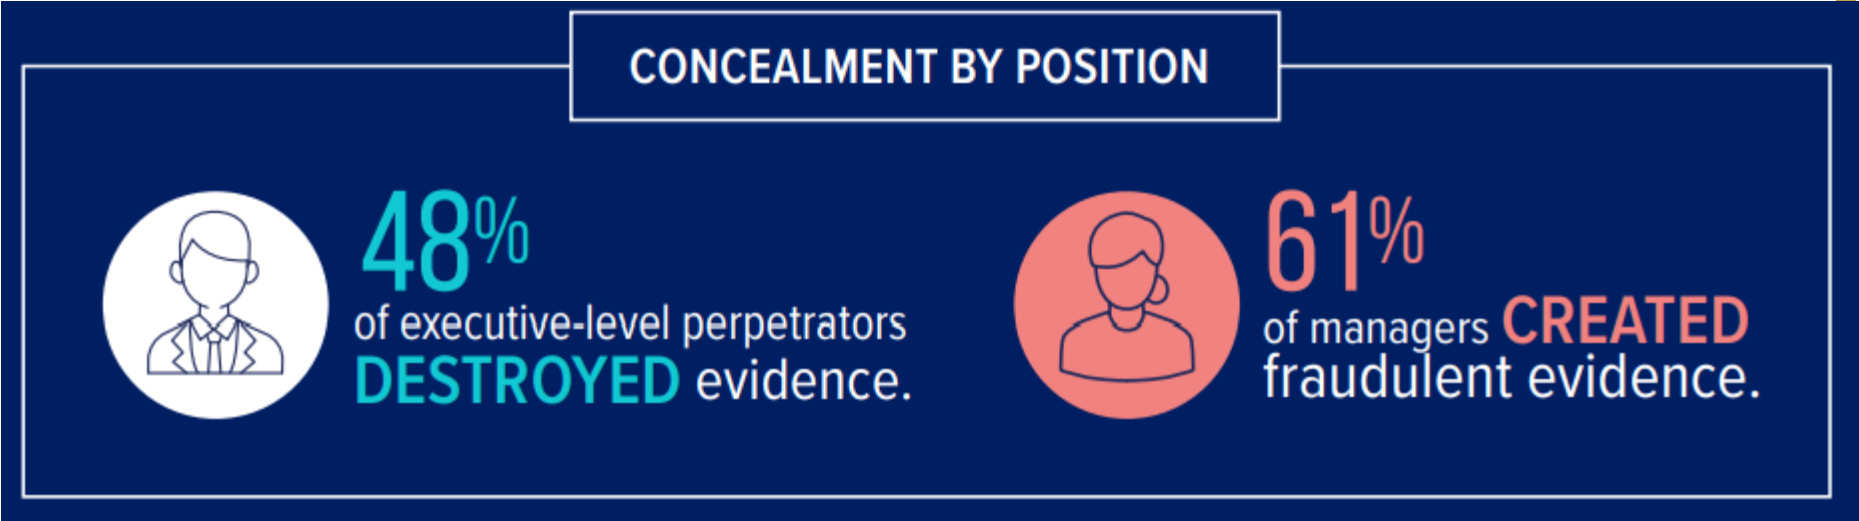 CONCEALMENT BY POSITION
48%
of executive-level perpetrators
DESTROYED evidence.
61%
of managers CREATED
fraudulent evidence.